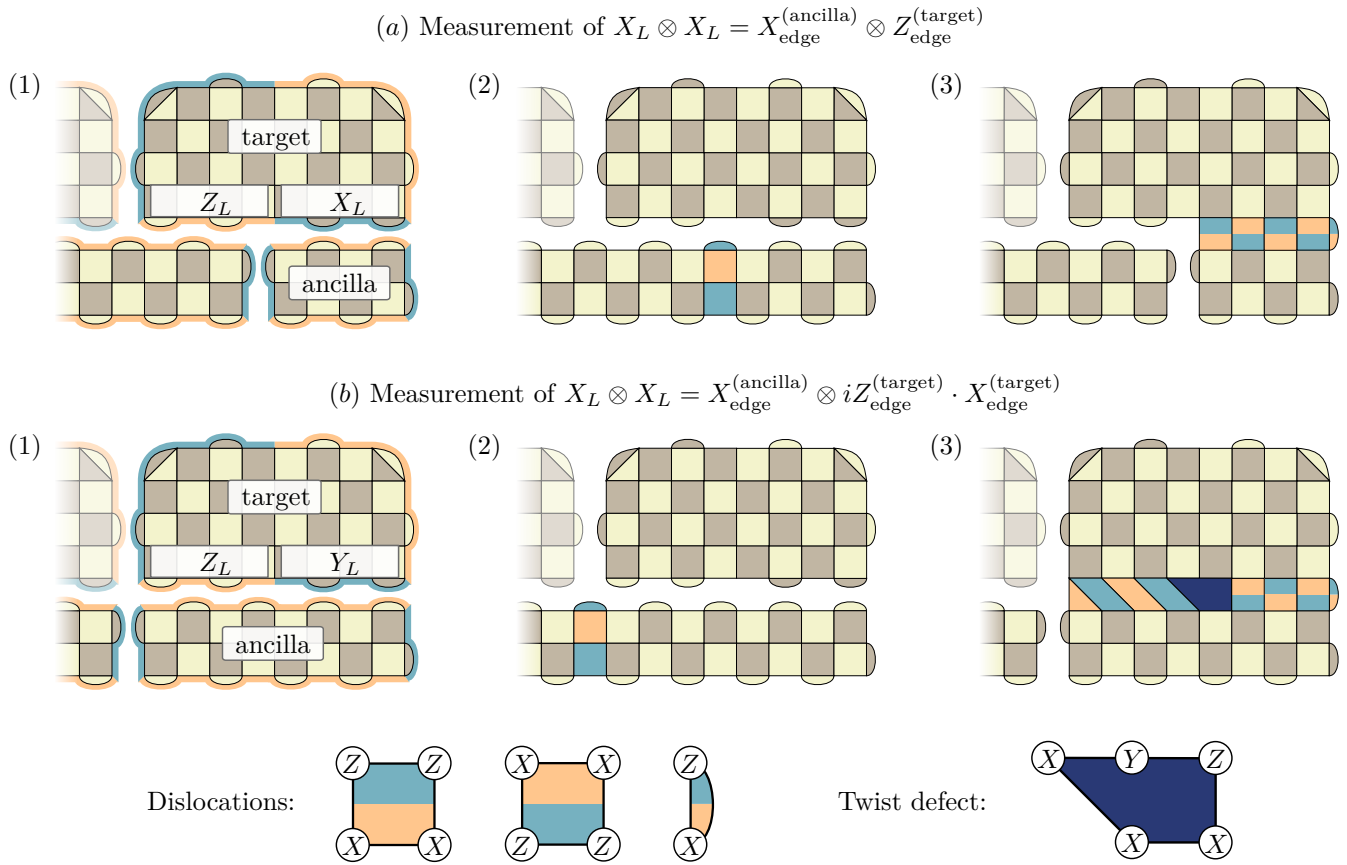 (a) Measurement of X_L ⊗ X_L = X_edge^(ancilla) ⊗ Z_edge^(target)
(1) (2) (3)
target
Z_L X_L
ancilla
(b) Measurement of X_L ⊗ X_L = X_edge^(ancilla) ⊗ iZ_edge^(target) · X_edge^(target)
(1) (2) (3)
target
Z_L Y_L
ancilla
Z Z X X Z X Y Z
Dislocations: Twist defect:
X X Z Z X X X